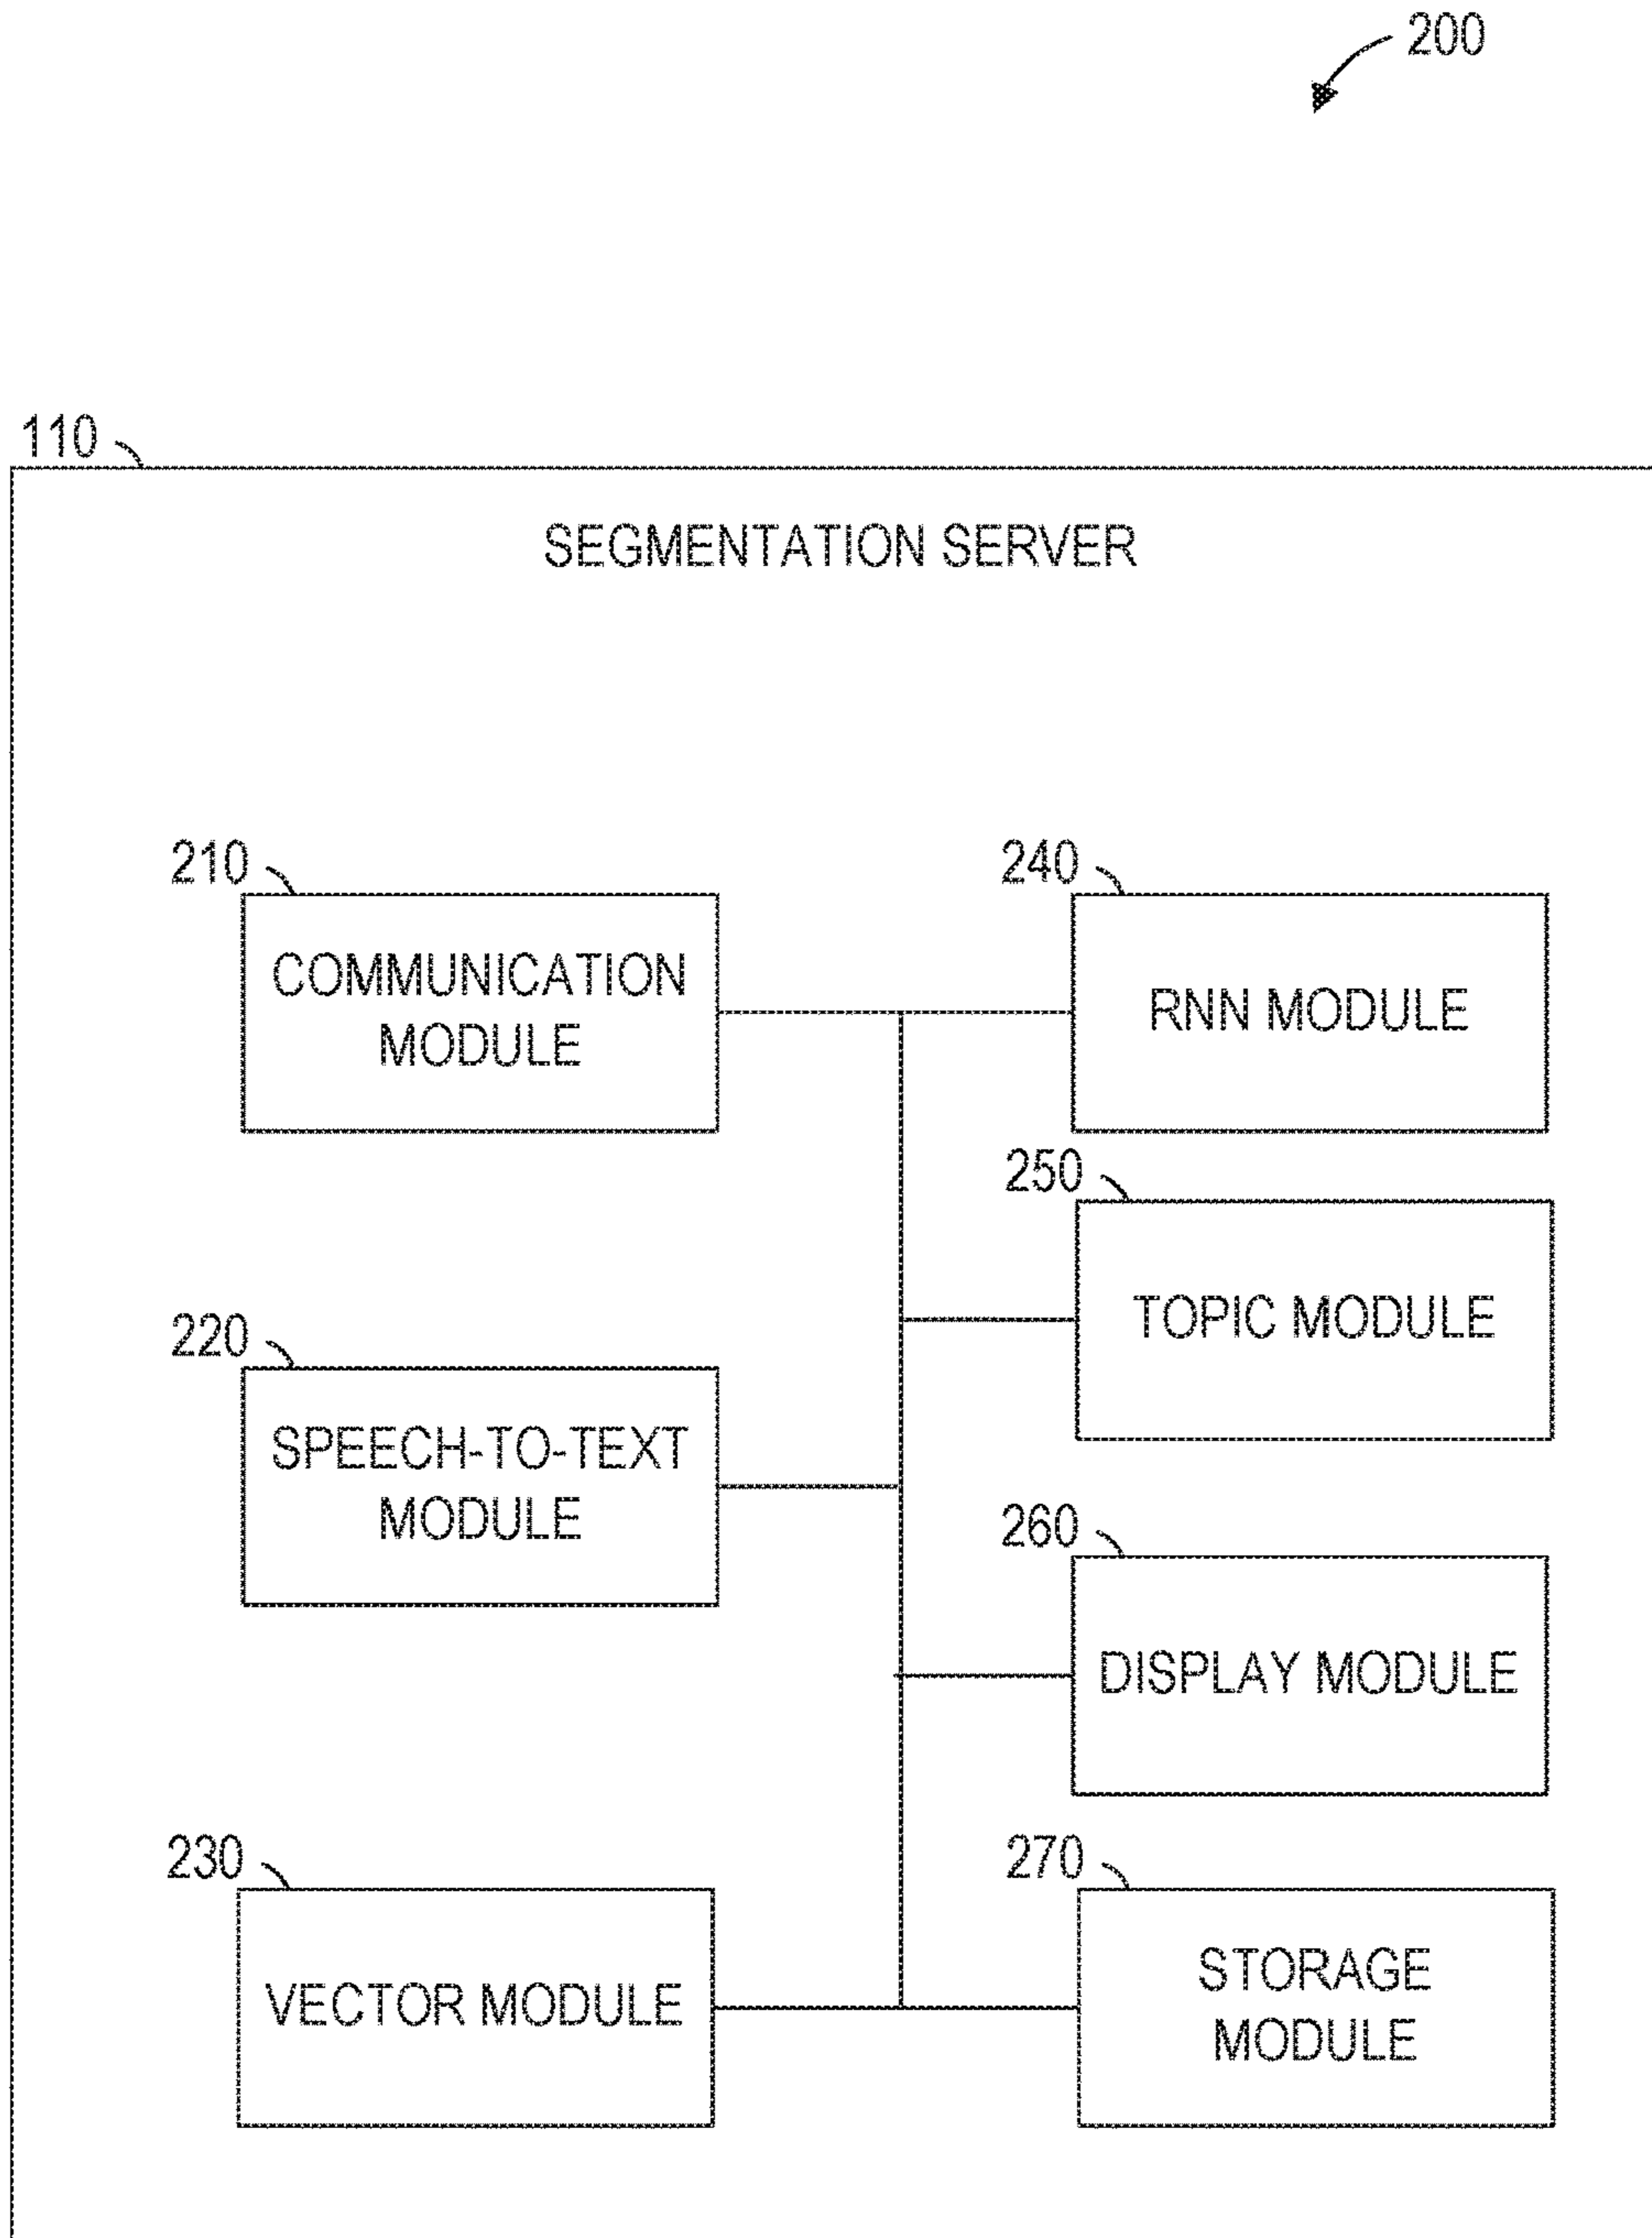 200
110
SEGMENTATION SERVER
210
COMMUNICATION
MODULE
240
RNN MODULE
250
TOPIC MODULE
220
SPEECH-TO-TEXT
MODULE
260
DISPLAY MODULE
230
VECTOR MODULE
270
STORAGE
MODULE